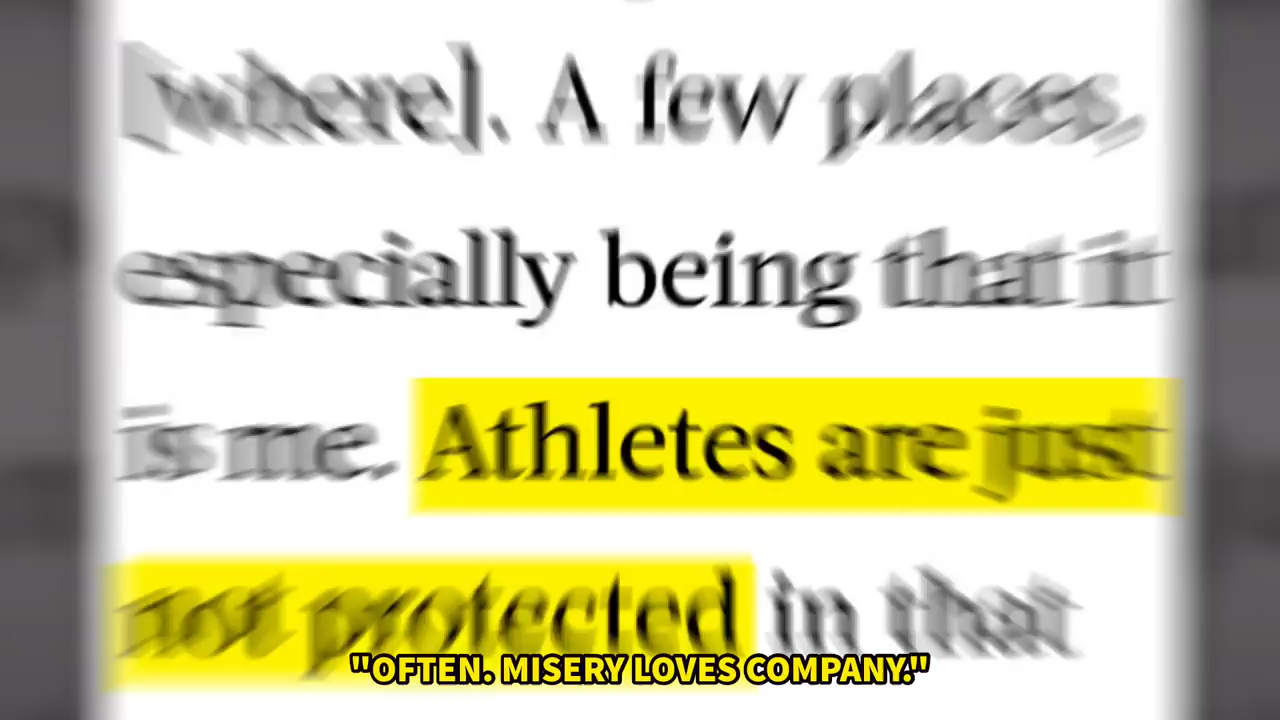 [where]. A few places,
especially being that it
is me. Athletes are just
not protected in that
"OFTEN. MISERY LOVES COMPANY."